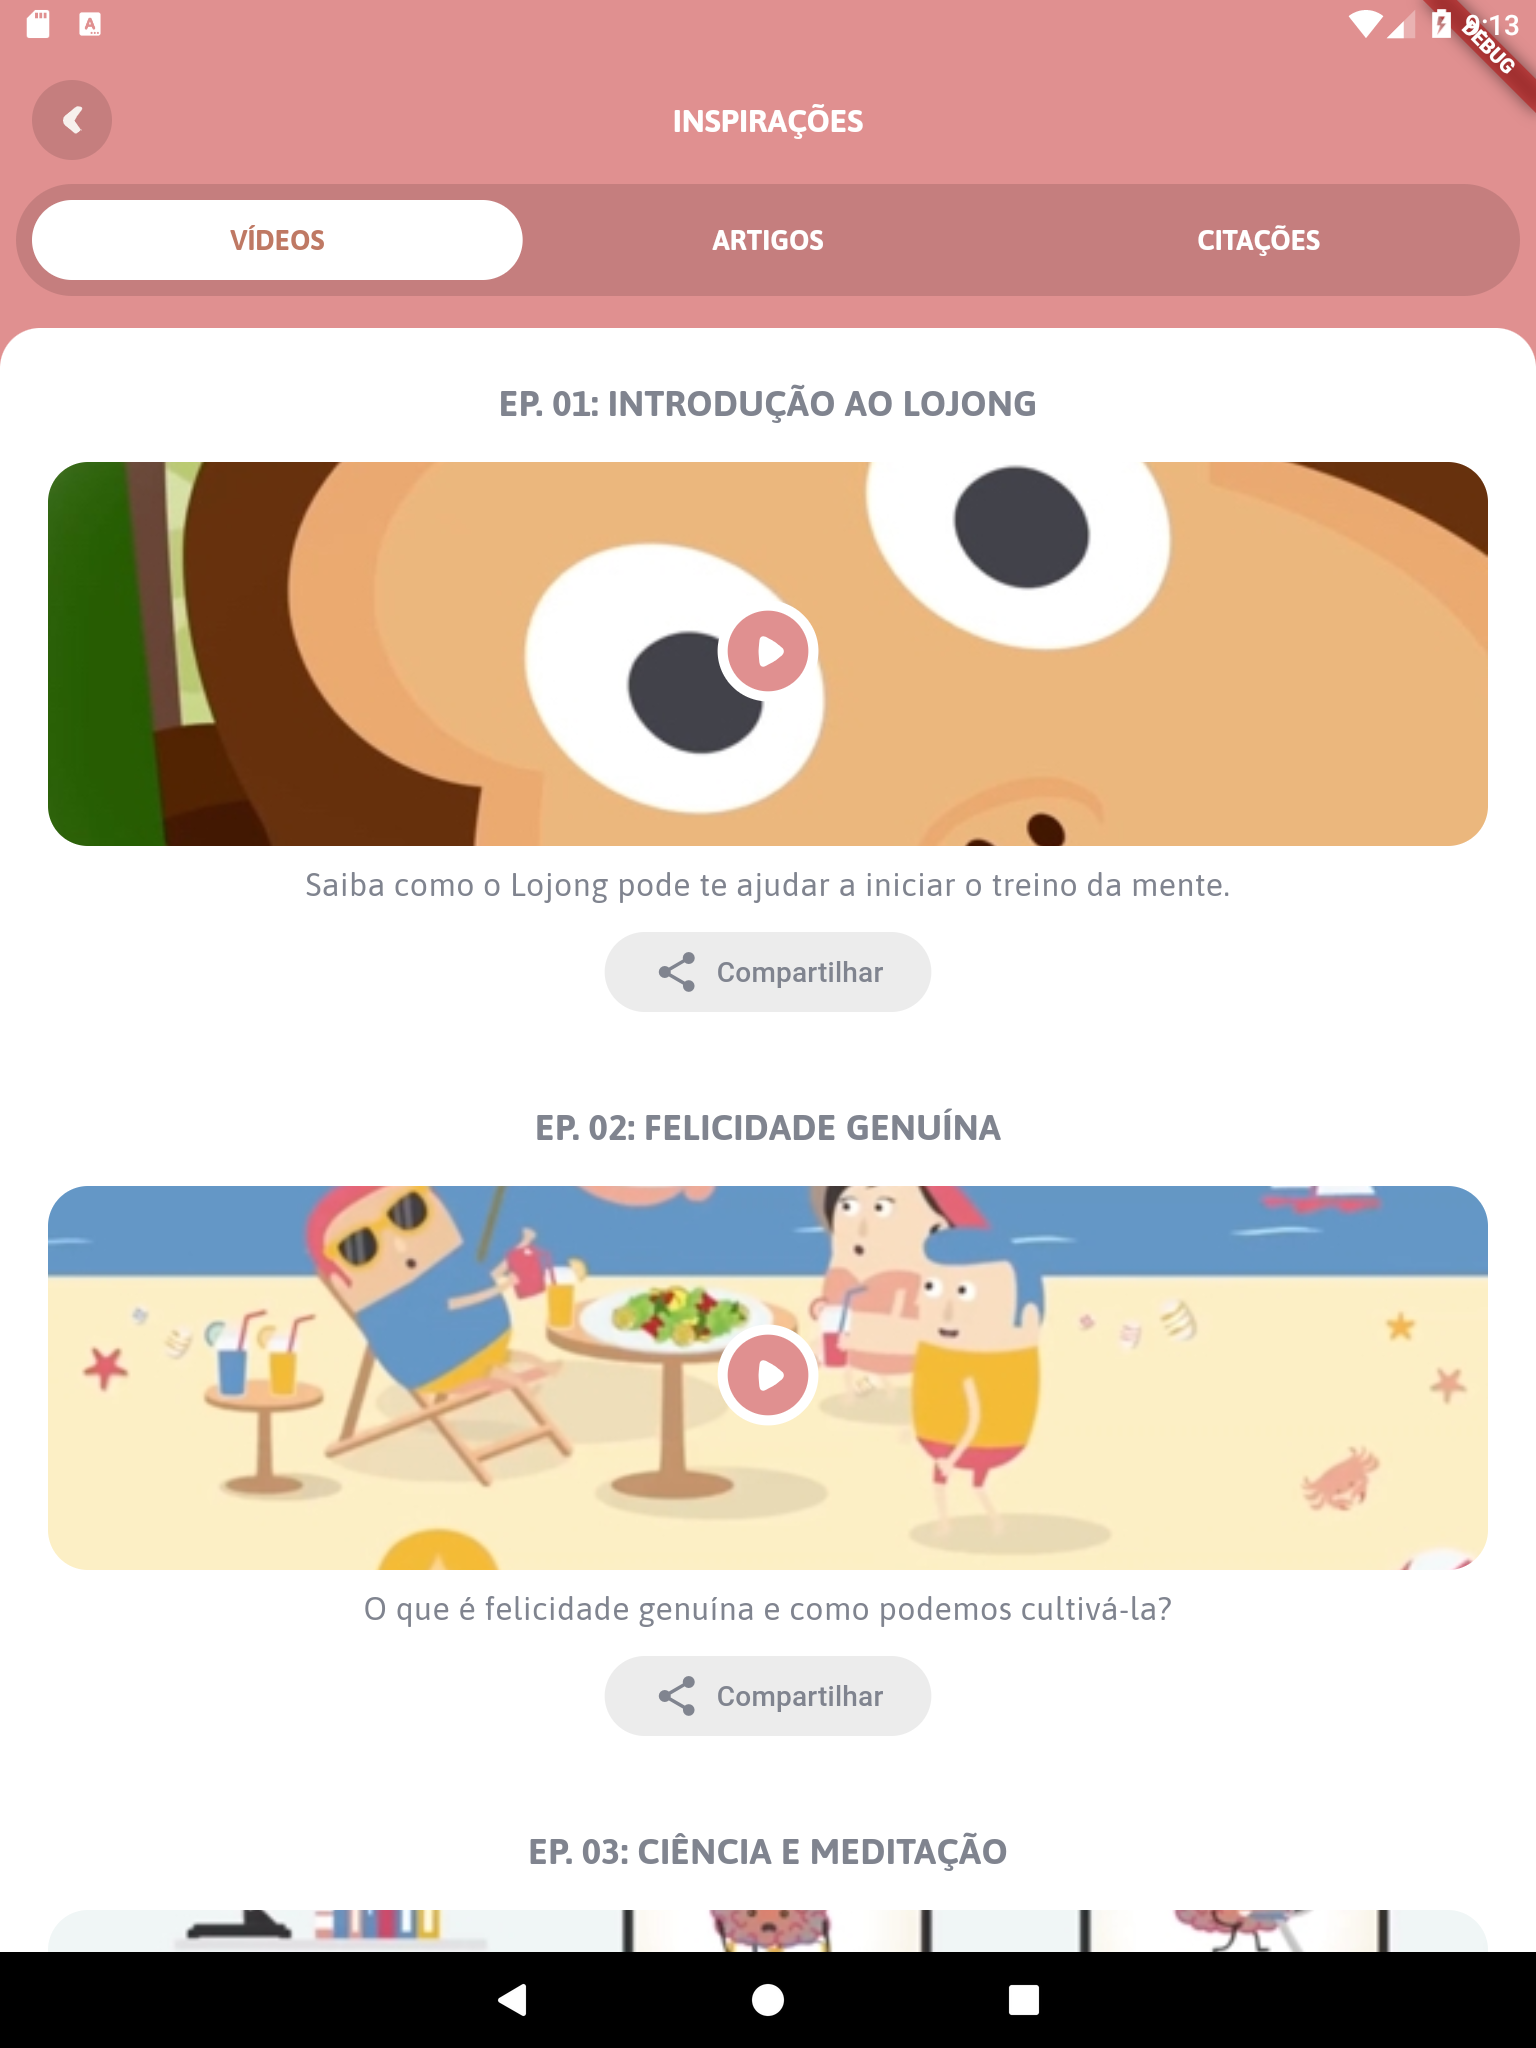 9:13
DEBUG
INSPIRAÇÕES
VÍDEOS
ARTIGOS
CITAÇÕES
EP. 01: INTRODUÇÃO AO LOJONG
Saiba como o Lojong pode te ajudar a iniciar o treino da mente.
Compartilhar
EP. 02: FELICIDADE GENUÍNA
O que é felicidade genuína e como podemos cultivá-la?
Compartilhar
EP. 03: CIÊNCIA E MEDITAÇÃO